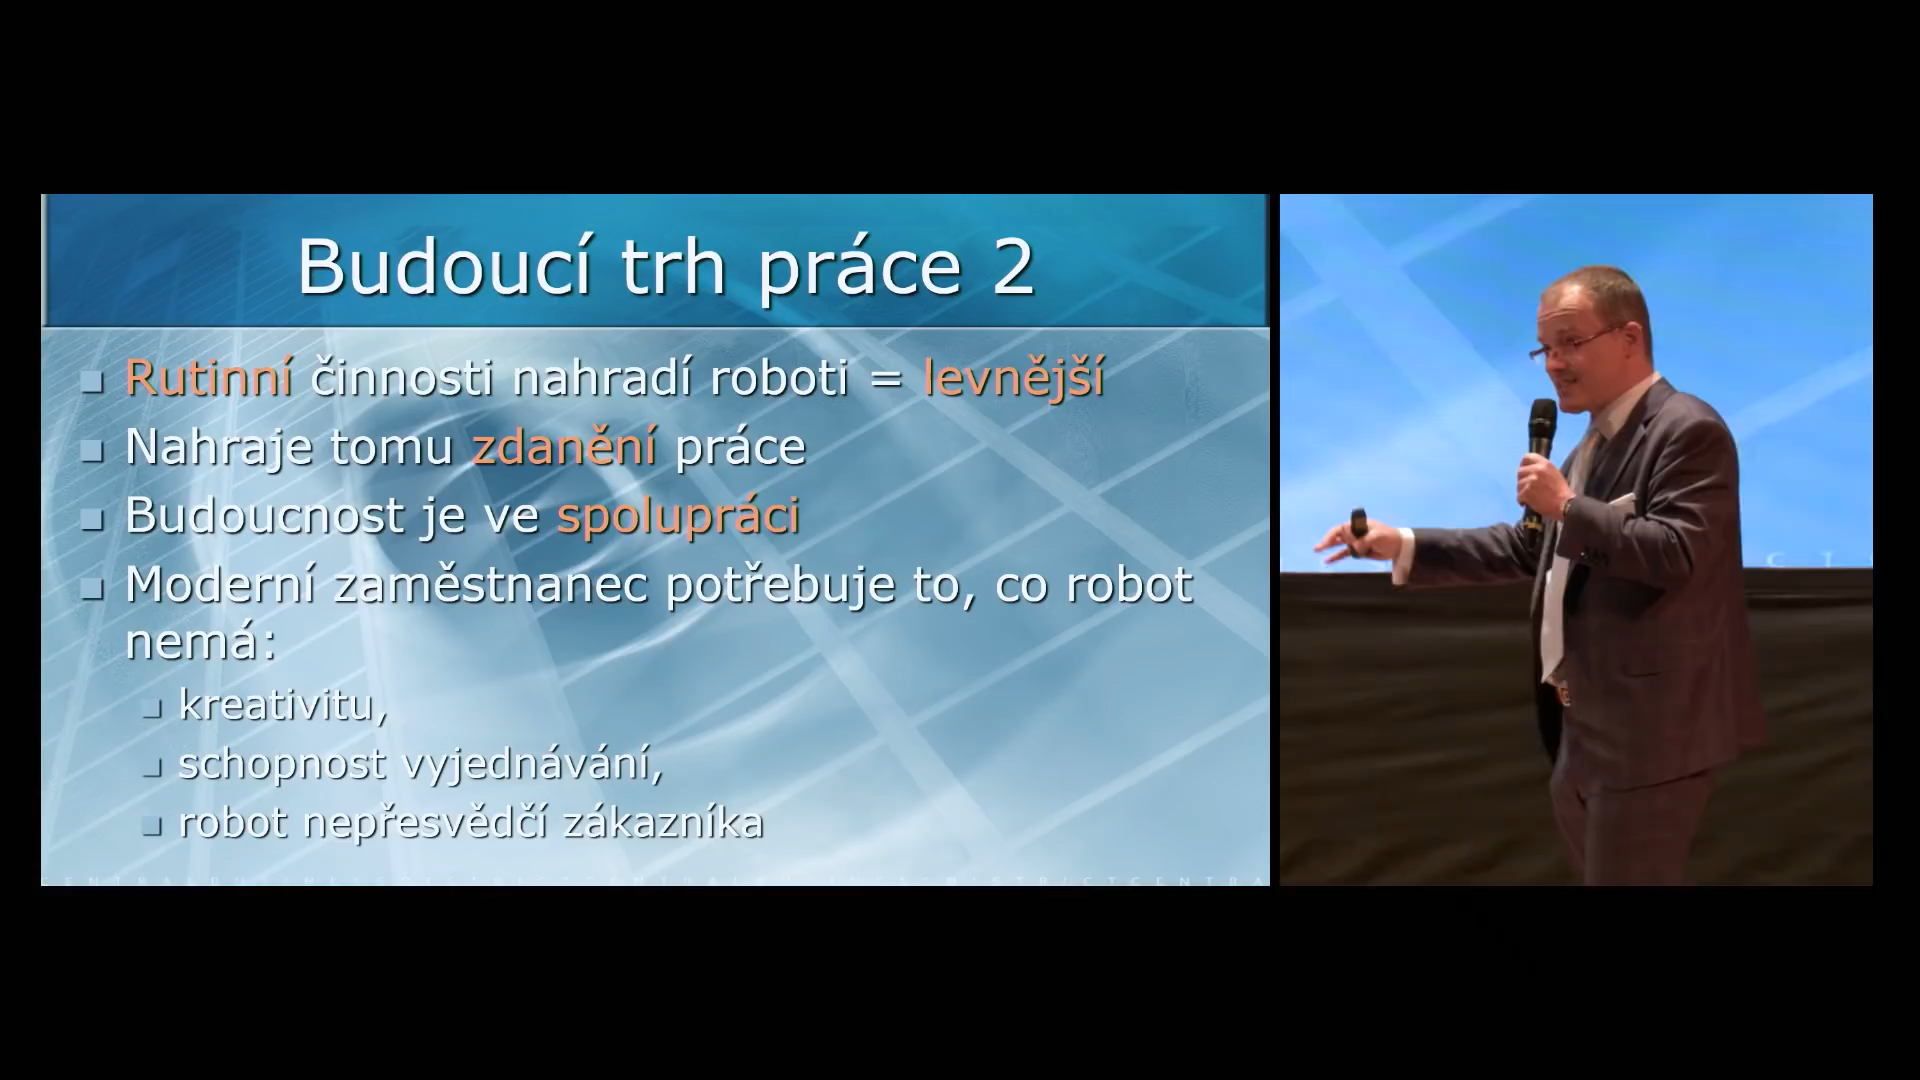 Budoucí trh práce 2
Rutinní činnosti nahradí roboti = levnější
Nahraje tomu zdanění práce
Budoucnost je ve spolupráci
Moderní zaměstnanec potřebuje to, co robot
nemá:
kreativitu,
schopnost vyjednávání,
robot nepřesvědčí zákazníka